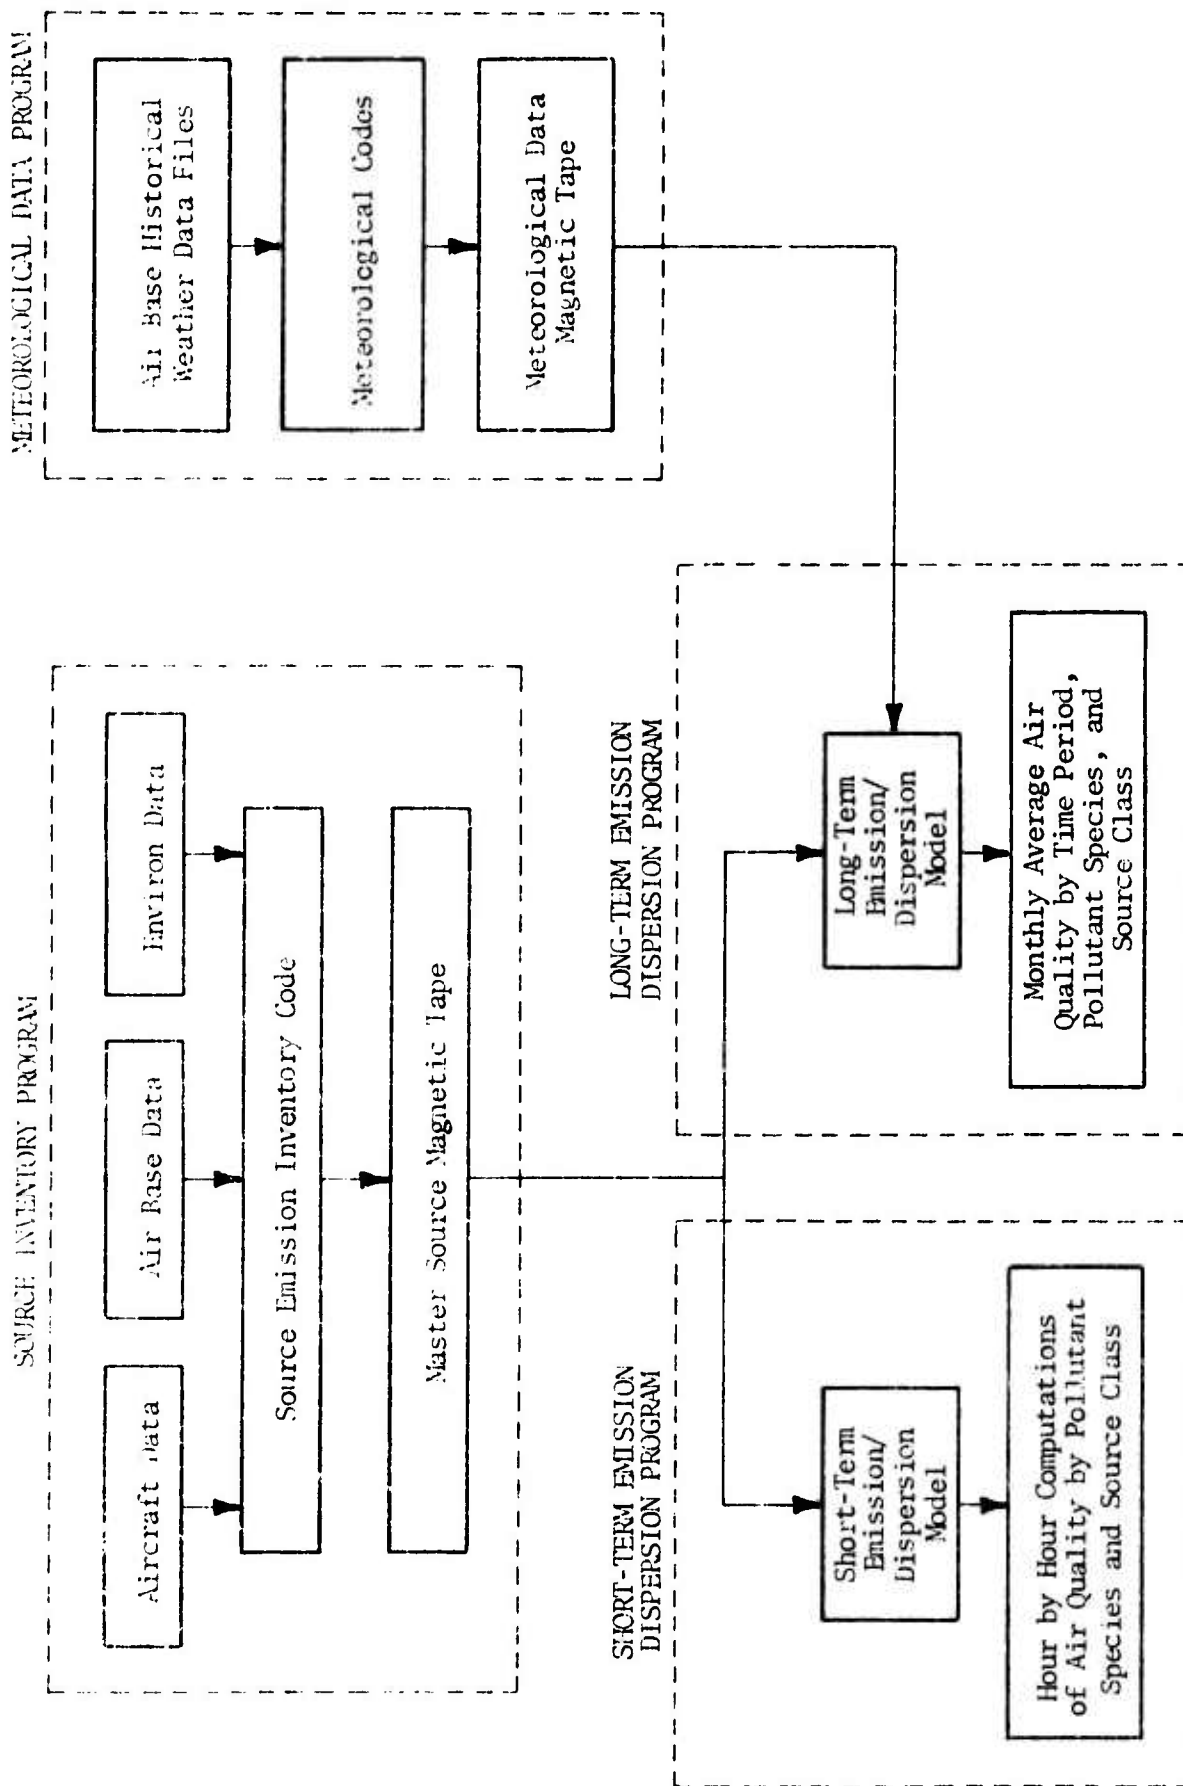 SOURCE INVENTORY PROGRAM
Aircraft Data
Air Base Data
Environ Data
Source Emission Inventory Code
Master Source Magnetic Tape
METEOROLOGICAL DATA PROGRAM
Air Base Historical
Weather Data Files
Meteorological Codes
Meteorological Data
Magnetic Tape
SHORT-TERM EMISSION
DISPERSION PROGRAM
Short-Term
Emission/
Dispersion
Model
Hour by Hour Computations
of Air Quality by Pollutant
Species and Source Class
LONG-TERM EMISSION
DISPERSION PROGRAM
Long-Term
Emission/
Dispersion
Model
Monthly Average Air
Quality by Time Period,
Pollutant Species, and
Source Class